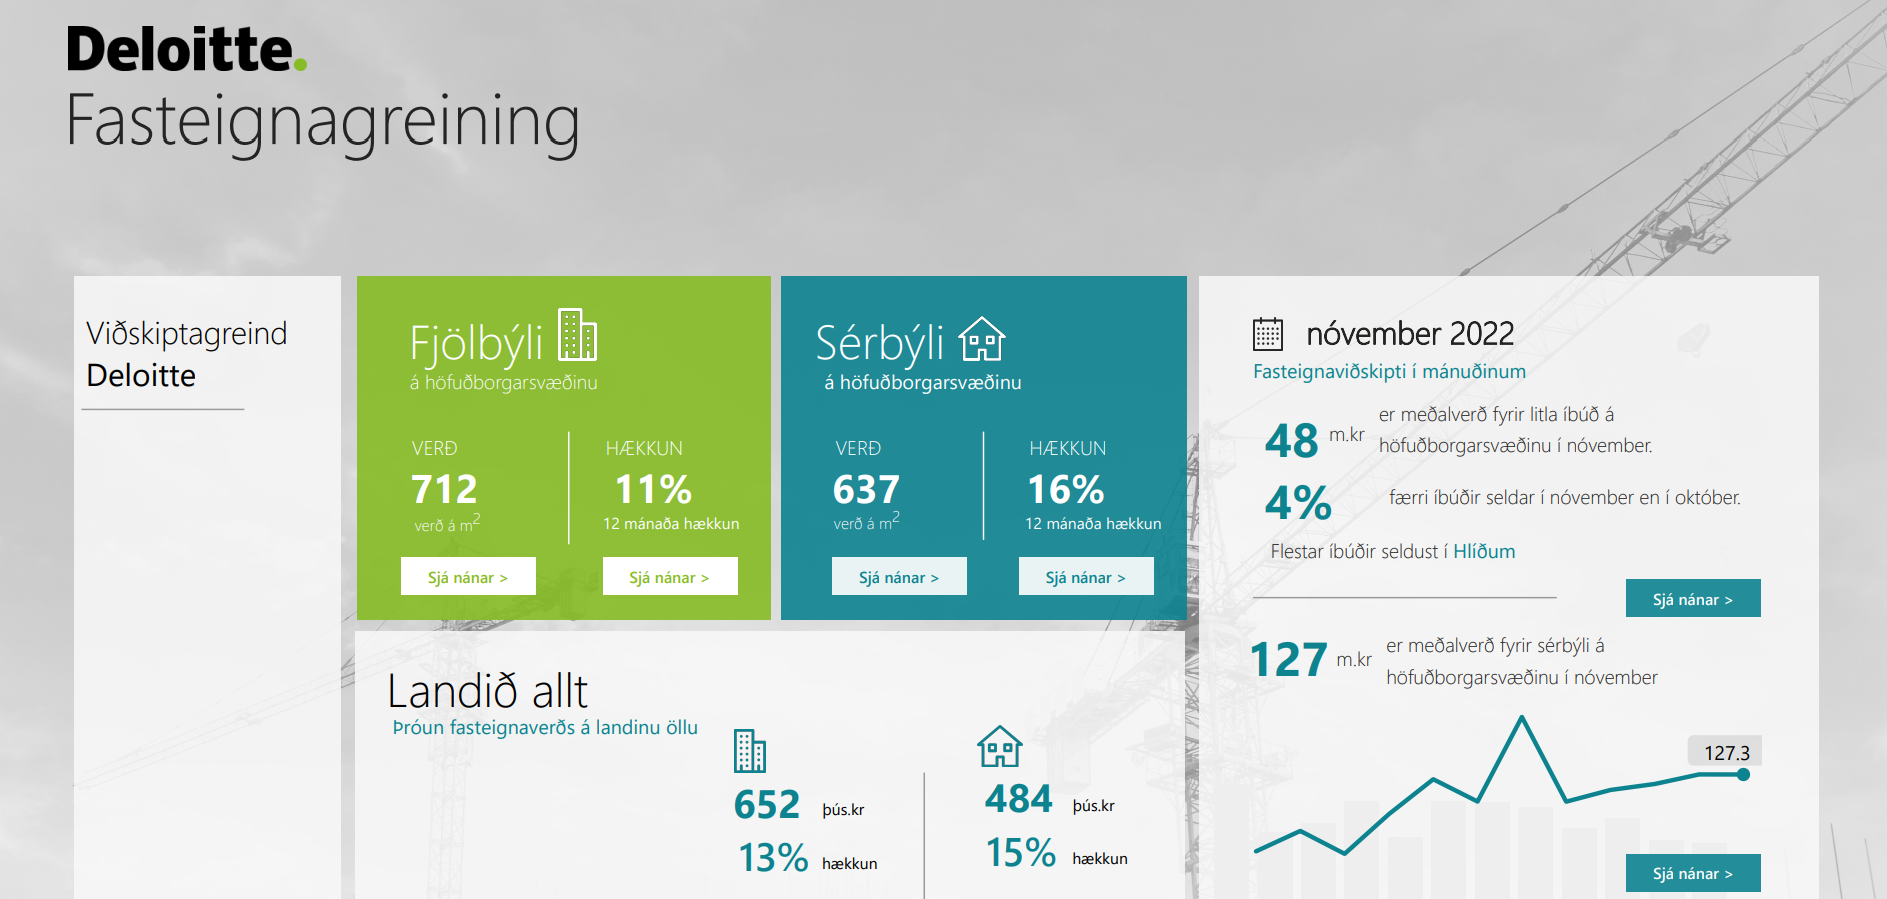 Deloitte.
Fasteignagreining
Viðskiptagreind
Deloitte
Fjölbýli
á höfuðborgarsvæðinu
VERÐ
712
verð á m2
Sjá nánar >
HÆKKUN
11%
12 mánaða hækkun
Sjá nánar >
Sérbýli
á höfuðborgarsvæðinu
VERÐ
637
verð á m2
Sjá nánar >
HÆKKUN
16%
12 mánaða hækkun
Sjá nánar >
Landið allt
Þróun fasteignaverðs á landinu öllu
652 þús.kr
13% hækkun
484 þús.kr
15% hækkun
nóvember 2022
Fasteignaviðskipti í mánuðinum
48 m.kr er meðalverð fyrir litla íbúð á
höfuðborgarsvæðinu í nóvember.
4% færri íbúðir seldar í nóvember en í október.
Flestar íbúðir seldust í Hlíðum
Sjá nánar >
127 m.kr er meðalverð fyrir sérbýli á
höfuðborgarsvæðinu í nóvember
127.3
Sjá nánar >